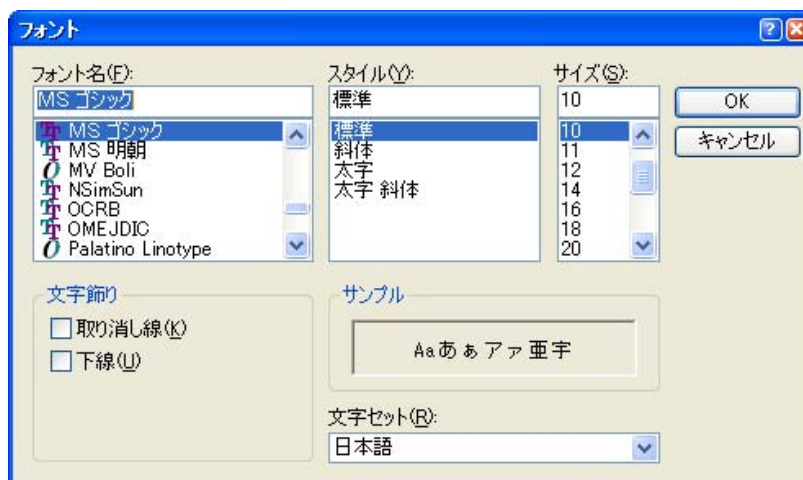 フォント
フォント名(F):
MS ゴシック
MS ゴシック
MS 明朝
MV Boli
NSimSun
OCRB
OMEJDIC
Palatino Linotype
スタイル(Y):
標準
標準
斜体
太字
太字 斜体
サイズ(S):
10
10
11
12
14
16
18
20
OK
キャンセル
文字飾り
取り消し線(K)
下線(U)
サンプル
Aaあぁアァ亜宇
文字セット(R):
日本語